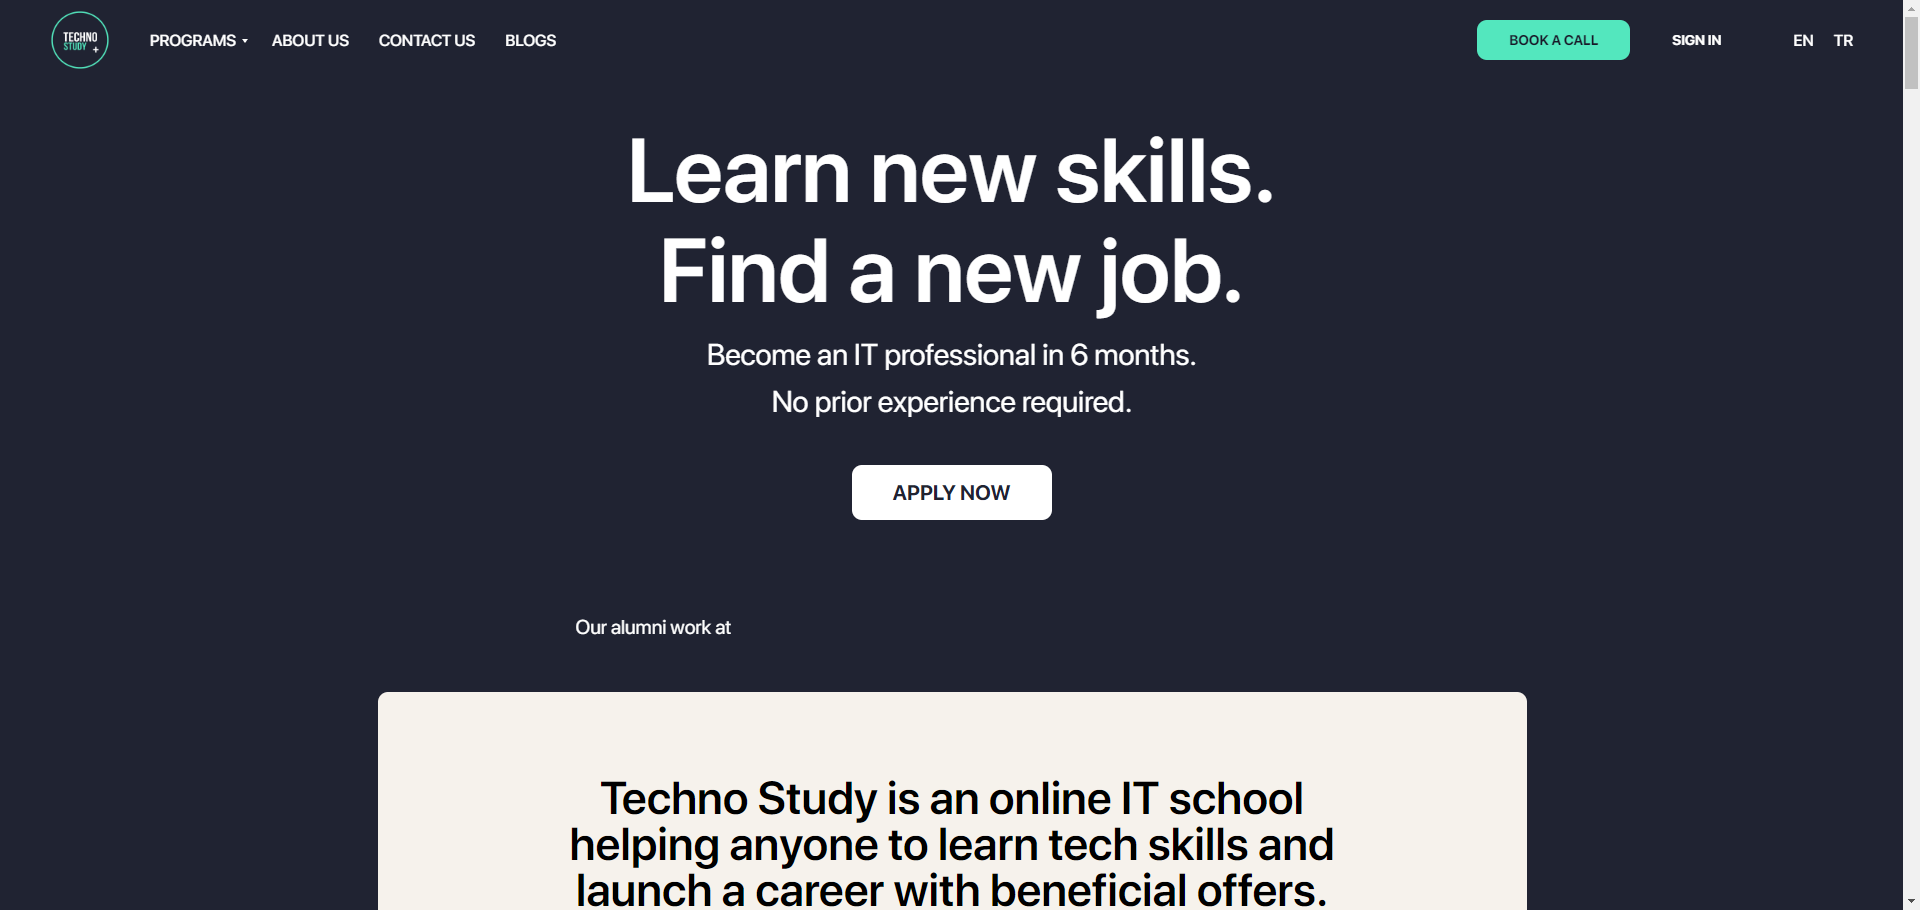 TECHNO
STUDY
PROGRAMS
ABOUT US
CONTACT US
BLOGS
BOOK A CALL
SIGN IN
EN
TR
Learn new skills.
Find a new job.
Become an IT professional in 6 months.
No prior experience required.
APPLY NOW
Our alumni work at
Techno Study is an online IT school
helping anyone to learn tech skills and
launch a career with beneficial offers.